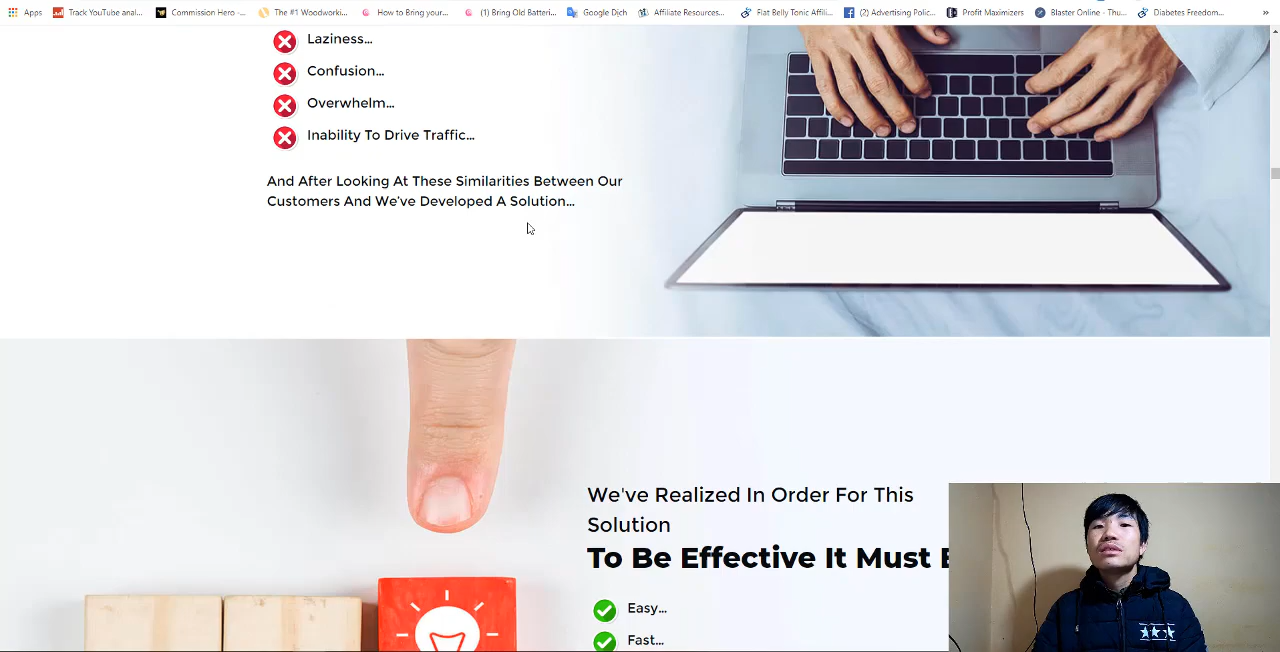 Apps
Track YouTube anal...
Commission Hero -...
The #1 Woodworki...
How to Bring your...
(1) Bring Old Batteri...
Google Dịch
Affiliate Resources...
Flat Belly Tonic Affili...
(2) Advertising Polic...
Profit Maximizers
Blaster Online - Thu...
Diabetes Freedom...
»
Laziness...
Confusion...
Overwhelm...
Inability To Drive Traffic...
And After Looking At These Similarities Between Our
Customers And We've Developed A Solution...
We've Realized In Order For This
Solution
To Be Effective It Must
Easy...
Fast...